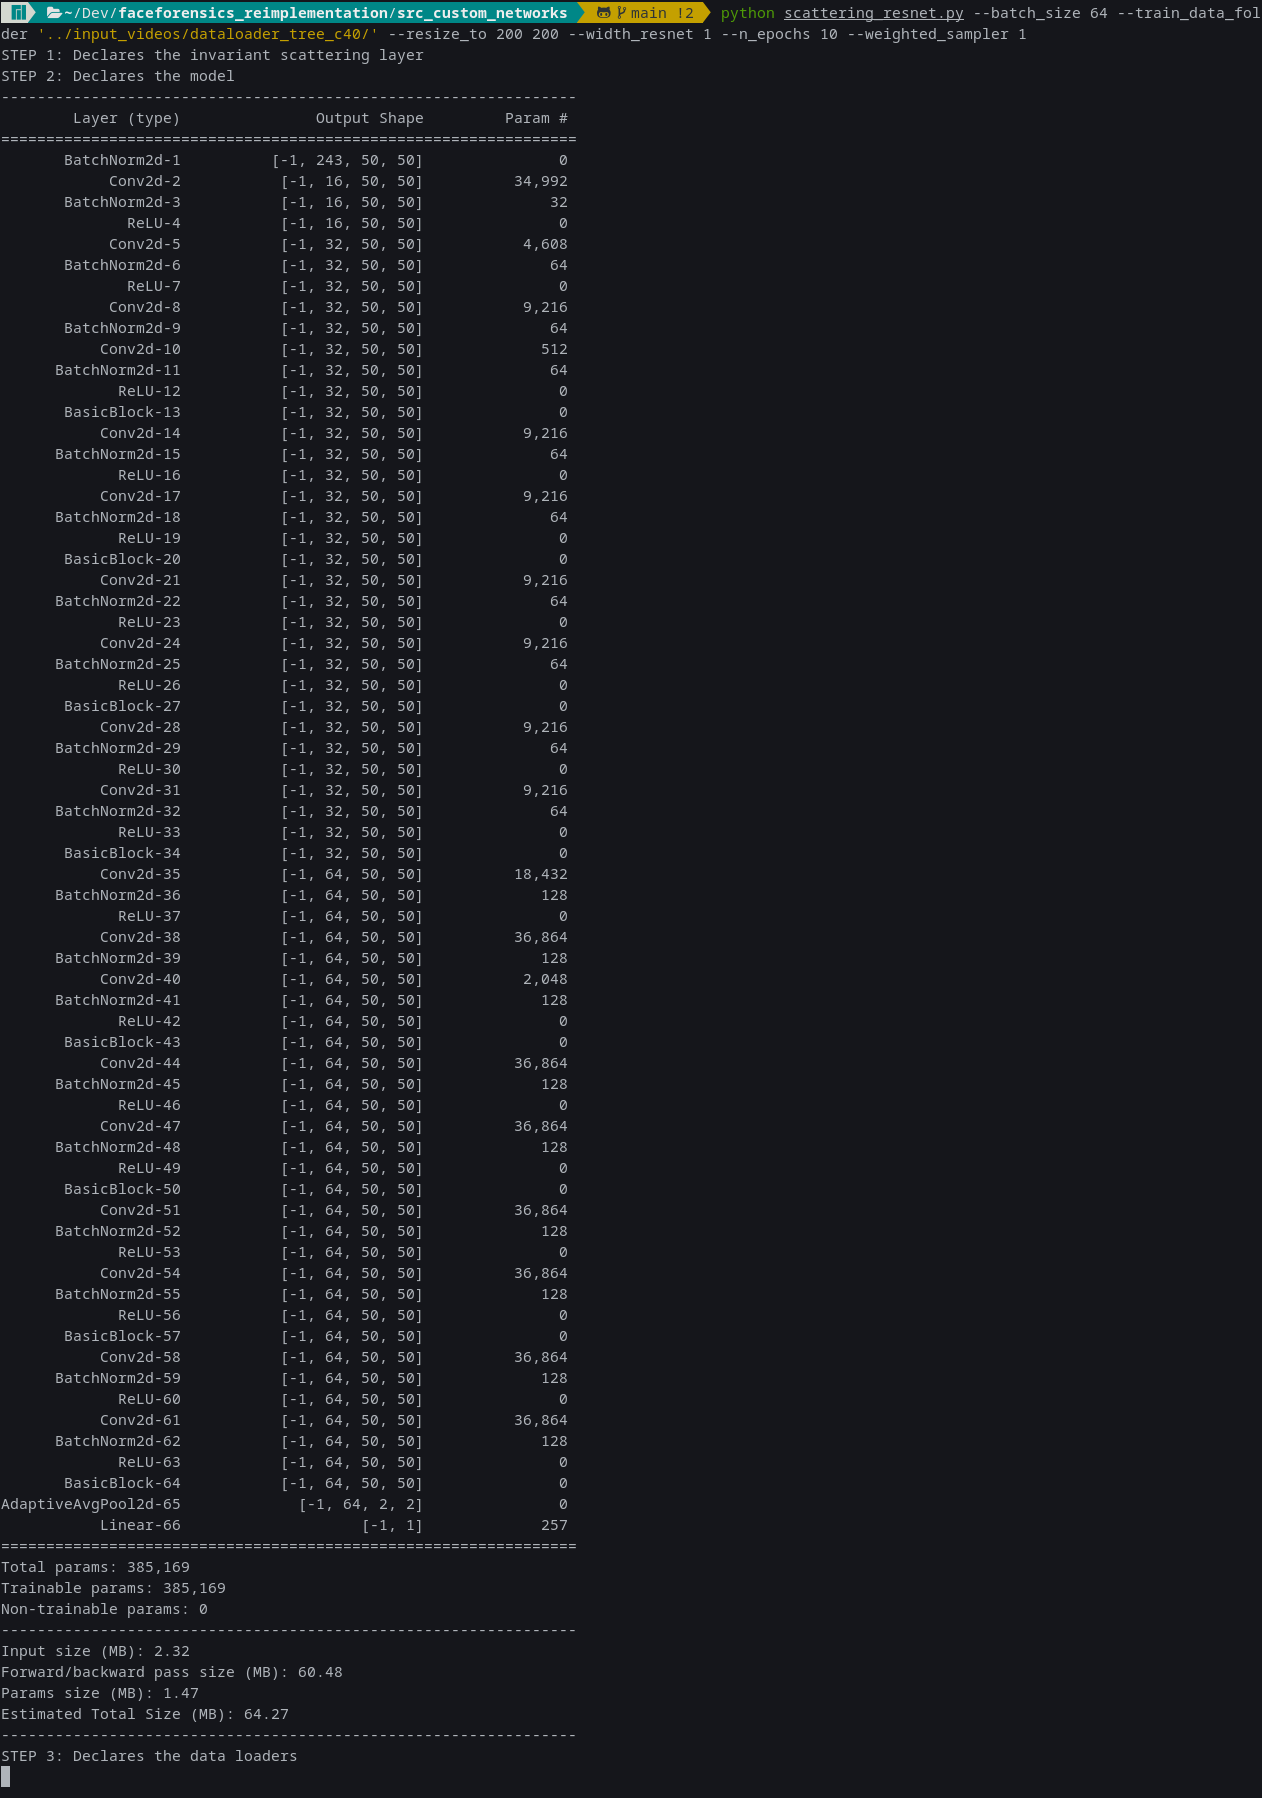 ~/Dev/faceforensics_reimplementation/src_custom_networks main !2 python scattering_resnet.py --batch_size 64 --train_data_fol
der '../input_videos/dataloader_tree_c40/' --resize_to 200 200 --width_resnet 1 --n_epochs 10 --weighted_sampler 1
STEP 1: Declares the invariant scattering layer
STEP 2: Declares the model
----------------------------------------------------------------
Layer (type) Output Shape Param #
================================================================
BatchNorm2d-1 [-1, 243, 50, 50] 0
Conv2d-2 [-1, 16, 50, 50] 34,992
BatchNorm2d-3 [-1, 16, 50, 50] 32
ReLU-4 [-1, 16, 50, 50] 0
Conv2d-5 [-1, 32, 50, 50] 4,608
BatchNorm2d-6 [-1, 32, 50, 50] 64
ReLU-7 [-1, 32, 50, 50] 0
Conv2d-8 [-1, 32, 50, 50] 9,216
BatchNorm2d-9 [-1, 32, 50, 50] 64
Conv2d-10 [-1, 32, 50, 50] 512
BatchNorm2d-11 [-1, 32, 50, 50] 64
ReLU-12 [-1, 32, 50, 50] 0
BasicBlock-13 [-1, 32, 50, 50] 0
Conv2d-14 [-1, 32, 50, 50] 9,216
BatchNorm2d-15 [-1, 32, 50, 50] 64
ReLU-16 [-1, 32, 50, 50] 0
Conv2d-17 [-1, 32, 50, 50] 9,216
BatchNorm2d-18 [-1, 32, 50, 50] 64
ReLU-19 [-1, 32, 50, 50] 0
BasicBlock-20 [-1, 32, 50, 50] 0
Conv2d-21 [-1, 32, 50, 50] 9,216
BatchNorm2d-22 [-1, 32, 50, 50] 64
ReLU-23 [-1, 32, 50, 50] 0
Conv2d-24 [-1, 32, 50, 50] 9,216
BatchNorm2d-25 [-1, 32, 50, 50] 64
ReLU-26 [-1, 32, 50, 50] 0
BasicBlock-27 [-1, 32, 50, 50] 0
Conv2d-28 [-1, 32, 50, 50] 9,216
BatchNorm2d-29 [-1, 32, 50, 50] 64
ReLU-30 [-1, 32, 50, 50] 0
Conv2d-31 [-1, 32, 50, 50] 9,216
BatchNorm2d-32 [-1, 32, 50, 50] 64
ReLU-33 [-1, 32, 50, 50] 0
BasicBlock-34 [-1, 32, 50, 50] 0
Conv2d-35 [-1, 64, 50, 50] 18,432
BatchNorm2d-36 [-1, 64, 50, 50] 128
ReLU-37 [-1, 64, 50, 50] 0
Conv2d-38 [-1, 64, 50, 50] 36,864
BatchNorm2d-39 [-1, 64, 50, 50] 128
Conv2d-40 [-1, 64, 50, 50] 2,048
BatchNorm2d-41 [-1, 64, 50, 50] 128
ReLU-42 [-1, 64, 50, 50] 0
BasicBlock-43 [-1, 64, 50, 50] 0
Conv2d-44 [-1, 64, 50, 50] 36,864
BatchNorm2d-45 [-1, 64, 50, 50] 128
ReLU-46 [-1, 64, 50, 50] 0
Conv2d-47 [-1, 64, 50, 50] 36,864
BatchNorm2d-48 [-1, 64, 50, 50] 128
ReLU-49 [-1, 64, 50, 50] 0
BasicBlock-50 [-1, 64, 50, 50] 0
Conv2d-51 [-1, 64, 50, 50] 36,864
BatchNorm2d-52 [-1, 64, 50, 50] 128
ReLU-53 [-1, 64, 50, 50] 0
Conv2d-54 [-1, 64, 50, 50] 36,864
BatchNorm2d-55 [-1, 64, 50, 50] 128
ReLU-56 [-1, 64, 50, 50] 0
BasicBlock-57 [-1, 64, 50, 50] 0
Conv2d-58 [-1, 64, 50, 50] 36,864
BatchNorm2d-59 [-1, 64, 50, 50] 128
ReLU-60 [-1, 64, 50, 50] 0
Conv2d-61 [-1, 64, 50, 50] 36,864
BatchNorm2d-62 [-1, 64, 50, 50] 128
ReLU-63 [-1, 64, 50, 50] 0
BasicBlock-64 [-1, 64, 50, 50] 0
AdaptiveAvgPool2d-65 [-1, 64, 2, 2] 0
Linear-66 [-1, 1] 257
================================================================
Total params: 385,169
Trainable params: 385,169
Non-trainable params: 0
----------------------------------------------------------------
Input size (MB): 2.32
Forward/backward pass size (MB): 60.48
Params size (MB): 1.47
Estimated Total Size (MB): 64.27
----------------------------------------------------------------
STEP 3: Declares the data loaders